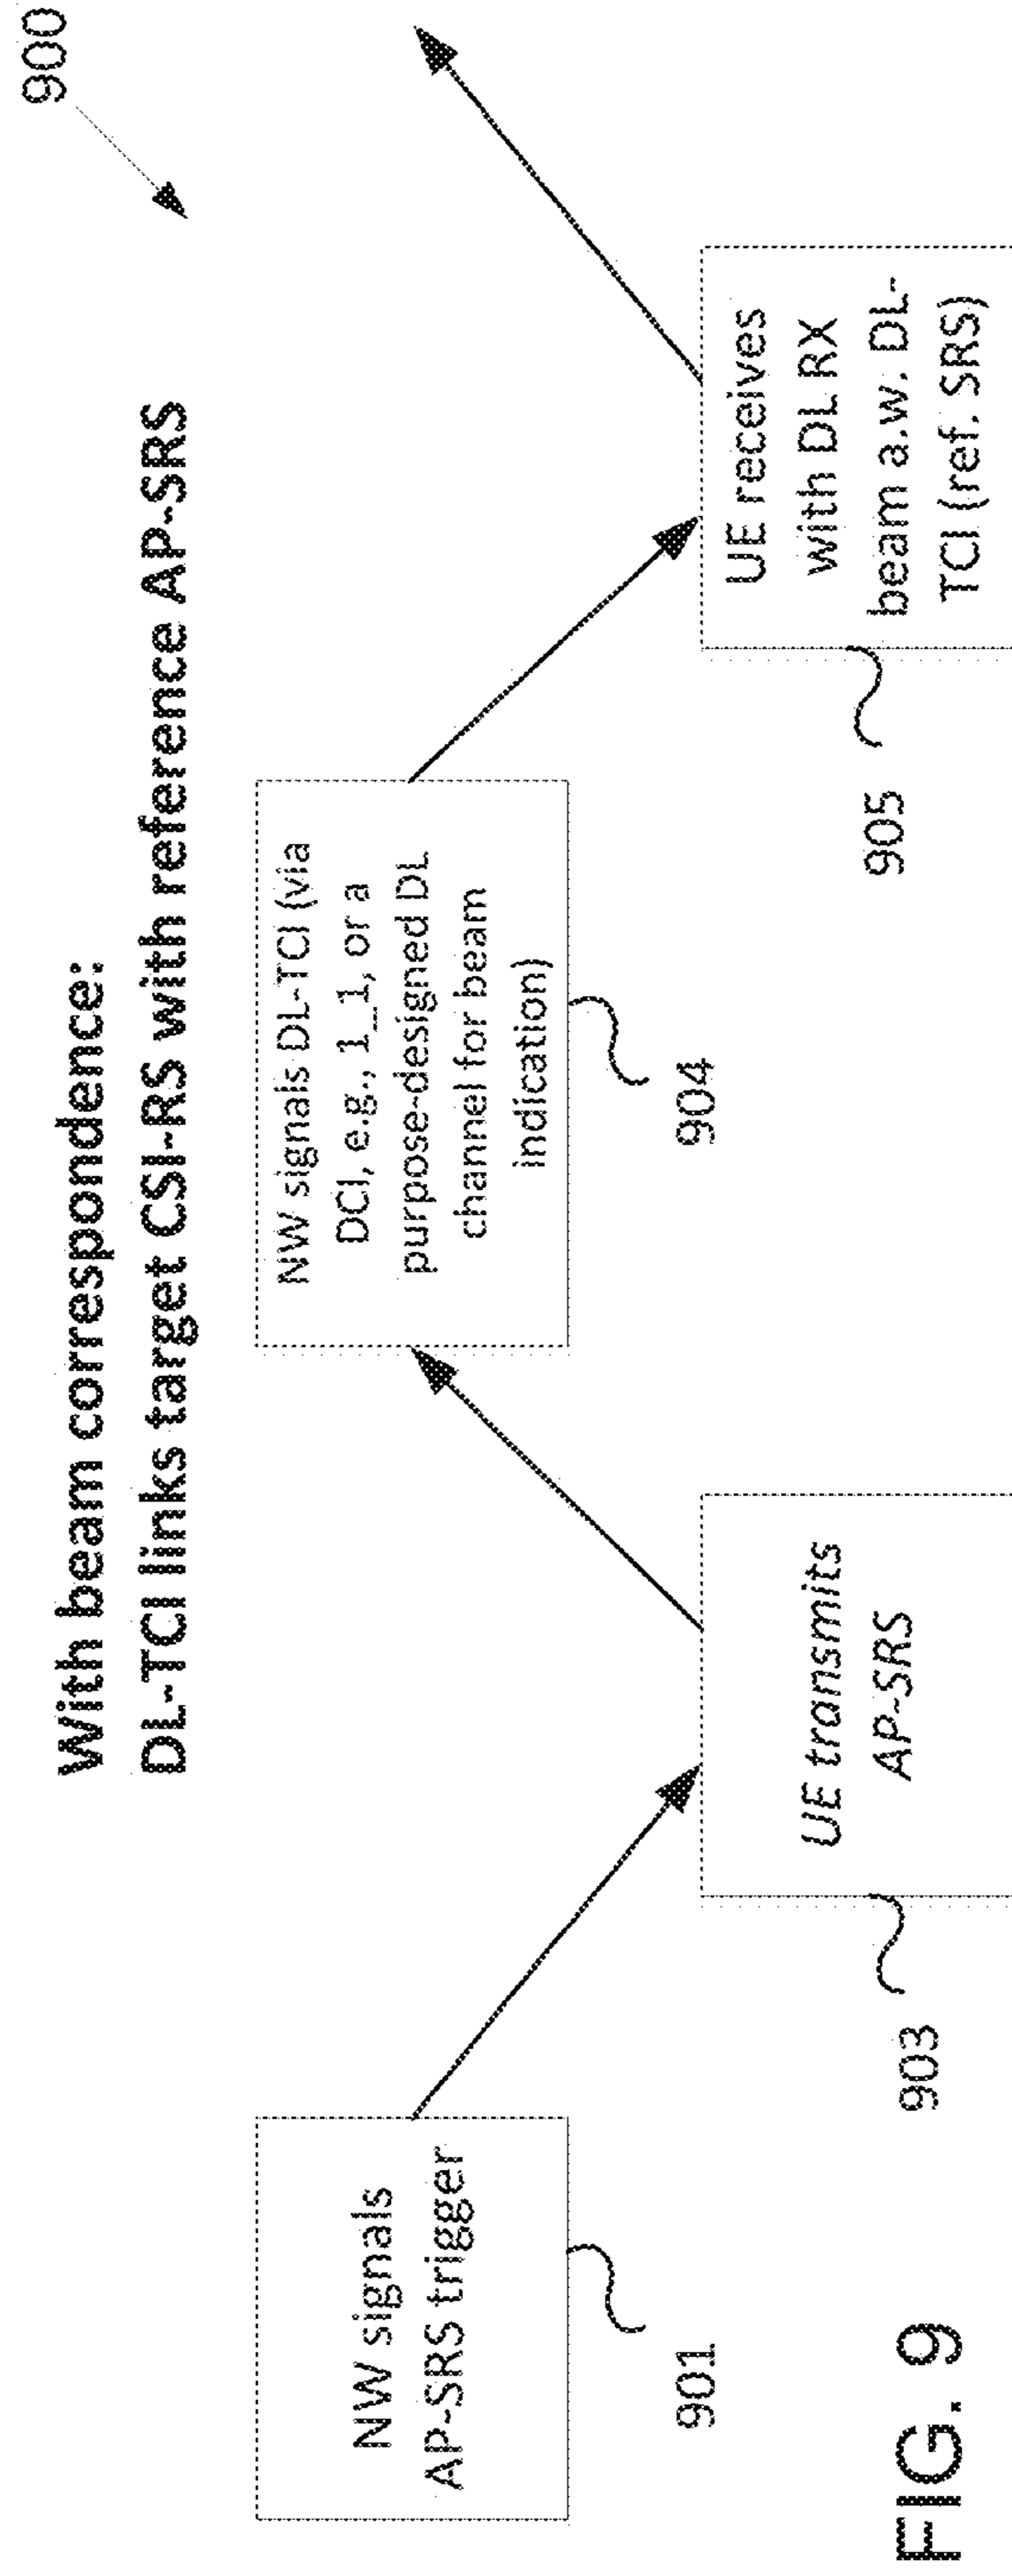 900
With beam correspondence:
DL-TCI links target CSI-RS with reference AP-SRS
NW signals
AP-SRS trigger
901
UE transmits
AP-SRS
903
NW signals DL-TCI (via
DCI, e.g., 1_1, or a
purpose-designed DL
channel for beam
indication)
904
UE receives
with DL RX
beam a.w. DL-
TCI (ref. SRS)
905
FIG. 9